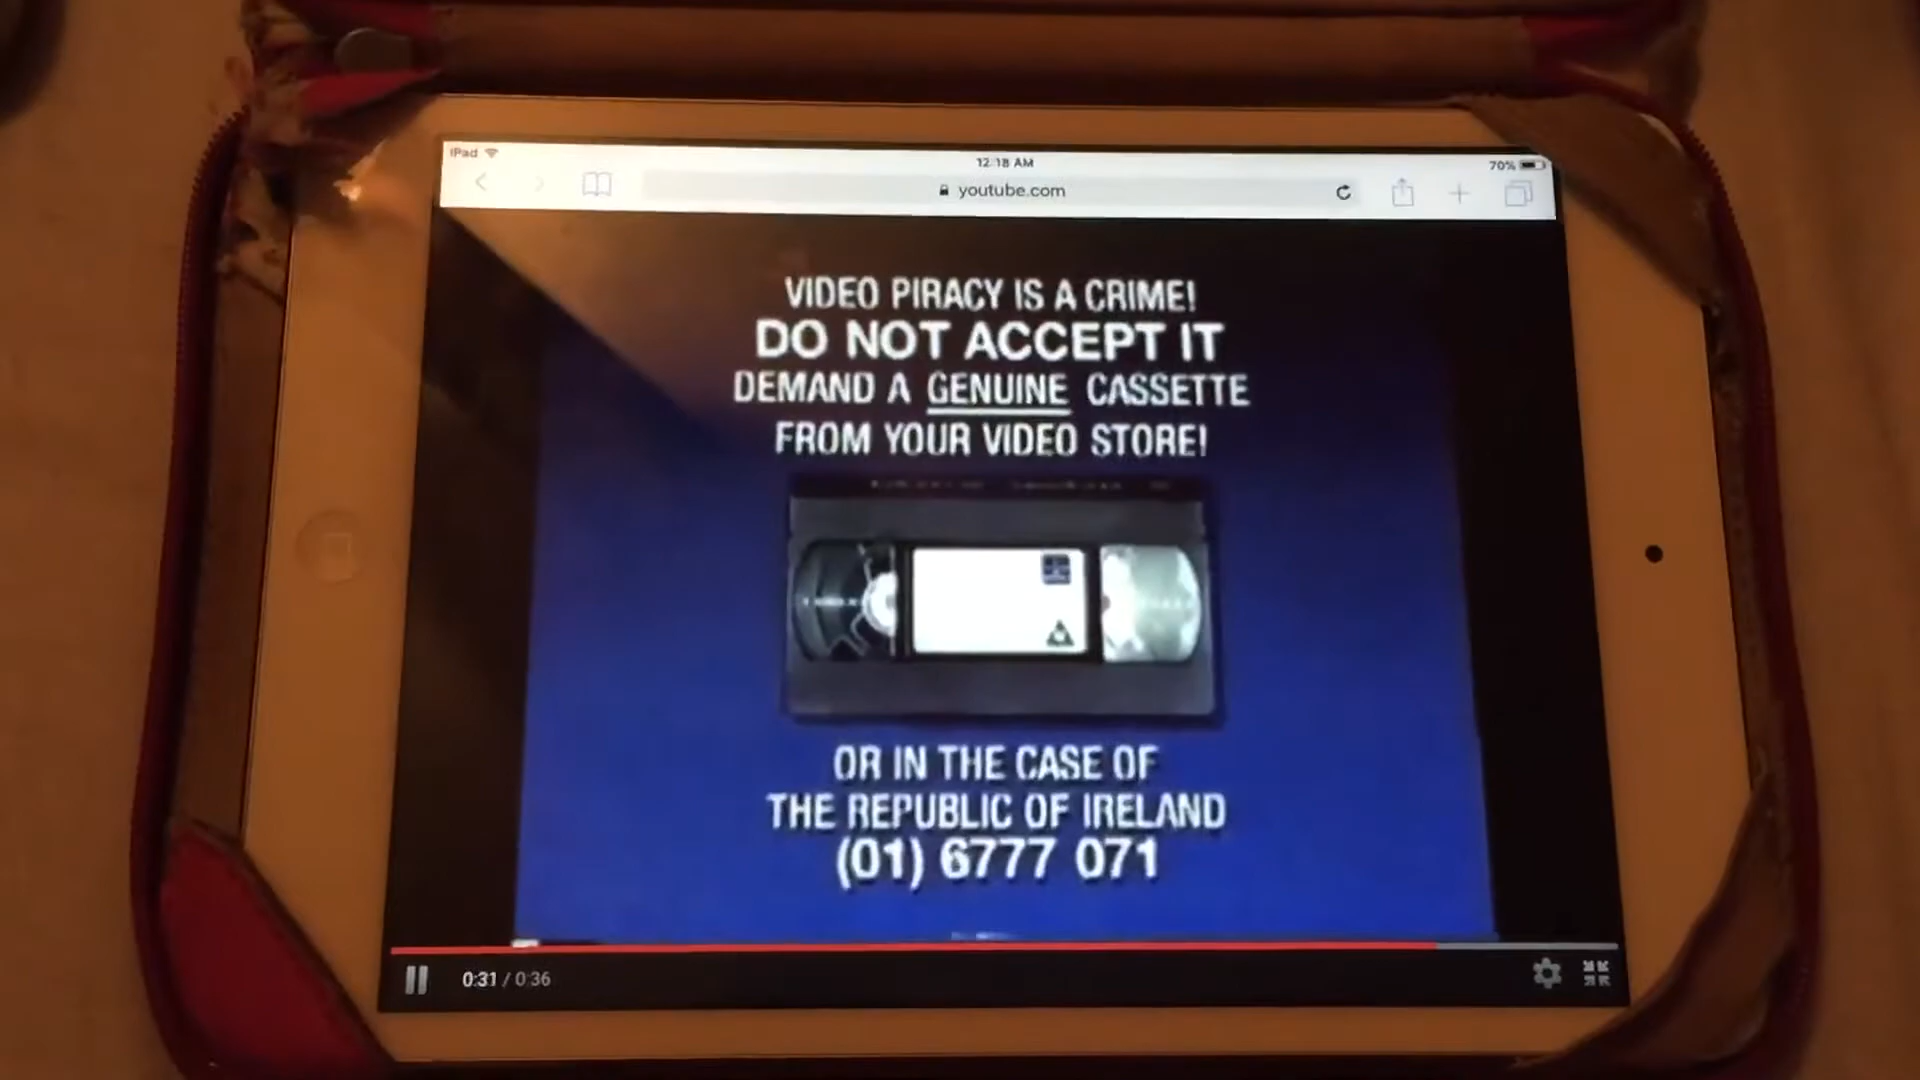 iPad
12:18 AM
70%
youtube.com
VIDEO PIRACY IS A CRIME!
DO NOT ACCEPT IT
DEMAND A GENUINE CASSETTE
FROM YOUR VIDEO STORE!
OR IN THE CASE OF
THE REPUBLIC OF IRELAND
(01) 6777 071
0:31 / 0:36